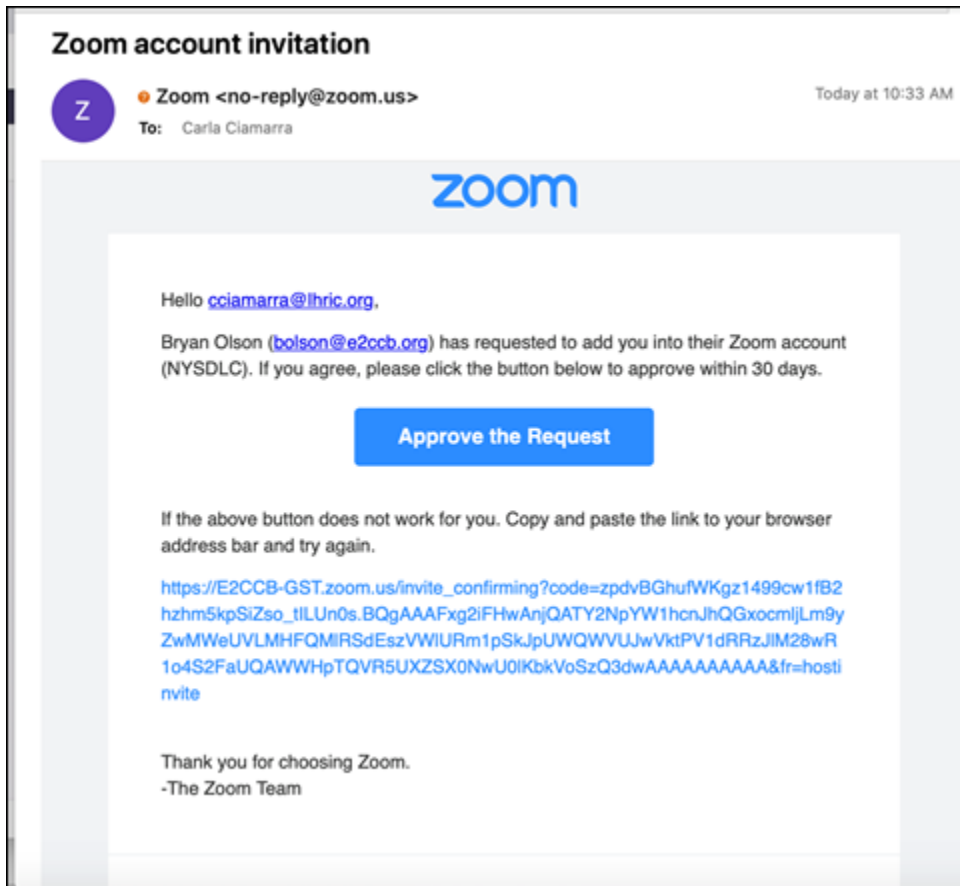 Zoom account invitation
Z
Zoom <no-reply@zoom.us>
Today at 10:33 AM
To: Carla Ciamarra
zoom
Hello cciamarra@lhric.org,
Bryan Olson (bolson@e2ccb.org) has requested to add you into their Zoom account
(NYSDLC). If you agree, please click the button below to approve within 30 days.
Approve the Request
If the above button does not work for you. Copy and paste the link to your browser
address bar and try again.
https://E2CCB-GST.zoom.us/invite_confirming?code=zpdvBGhufWKgz1499cw1fB2
hzhm5kpSiZso_tILUn0s.BQgAAAFxg2iFHwAnjQATY2NpYW1hcnJhQGxocmljLm9y
ZwMWeUVLMHFQMlRSdEszVWlURm1pSkJpUWQWVUJwVktPV1dRRzJlM28wR
1o4S2FaUQAWWHpTQVR5UXZSX0NwU0lKbkVoSzQ3dwAAAAAAAAAA&fr=hosti
nvite
Thank you for choosing Zoom.
-The Zoom Team